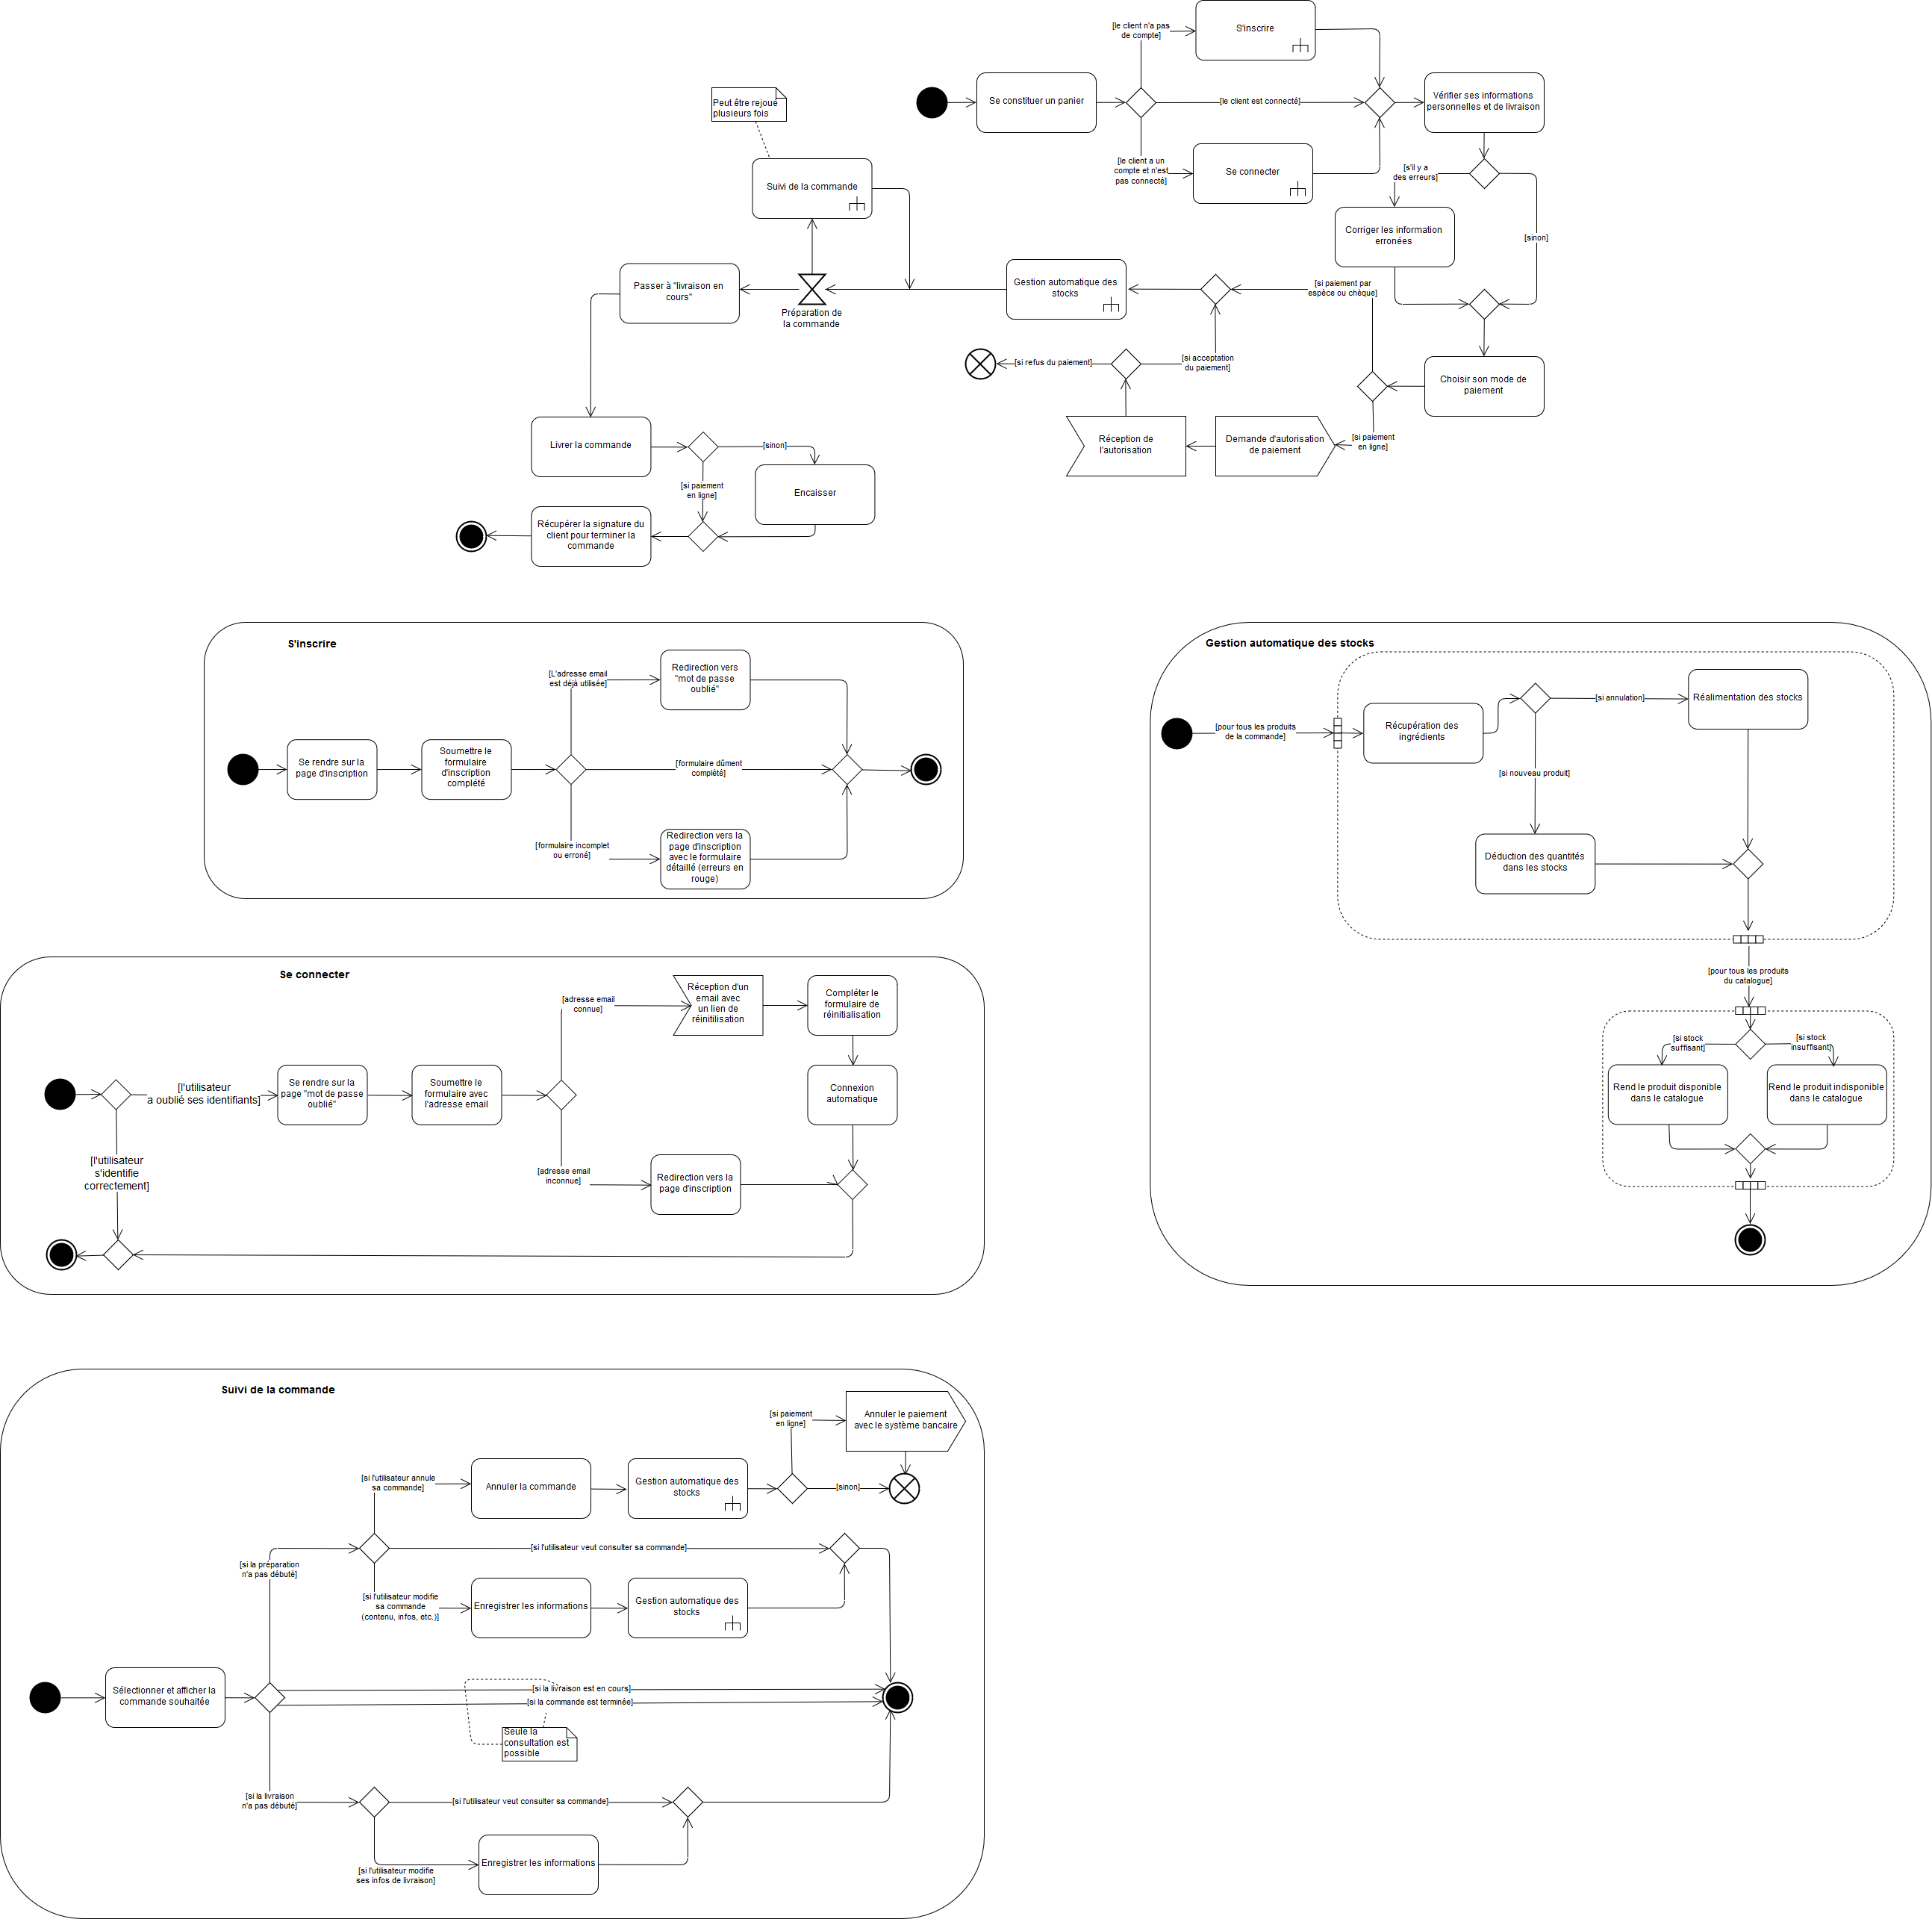 [le client n'a pas
de compte]
S'inscrire
Se constituer un panier
[le client est connecté]
Vérifier ses informations
personnelles et de livraison
Peut être rejoué
plusieurs fois
[le client a un
compte et n'est
pas connecté]
Se connecter
[s'il y a
des erreurs]
Suivi de la commande
Corriger les information
erronées
[sinon]
Passer à "livraison en
cours"
Préparation de
la commande
Gestion automatique des
stocks
[si paiement par
espèce ou chèque]
[si refus du paiement]
[si acceptation
du paiement]
Choisir son mode de
paiement
Livrer la commande
[sinon]
Réception de
l'autorisation
Demande d'autorisation
de paiement
[si paiement
en ligne]
[si paiement
en ligne]
Encaisser
Récupérer la signature du
client pour terminer la
commande
S'inscrire
[L'adresse email
est déjà utilisée]
Redirection vers
"mot de passe
oublié"
Se rendre sur la
page d'inscription
Soumettre le
formulaire
d'inscription
complété
[formulaire dûment
complété]
[formulaire incomplet
ou erroné]
Redirection vers la
page d'inscription
avec le formulaire
détaillé (erreurs en
rouge)
Gestion automatique des stocks
[pour tous les produits
de la commande]
Récupération des
ingrédients
[si annulation]
Réalimentation des stocks
[si nouveau produit]
Déduction des quantités
dans les stocks
[pour tous les produits
du catalogue]
[si stock
suffisant]
[si stock
insuffisant]
Rend le produit disponible
dans le catalogue
Rend le produit indisponible
dans le catalogue
Se connecter
[adresse email
connue]
Réception d'un
email avec
un lien de
réinitilisation
Compléter le
formulaire de
réinitialisation
[l'utilisateur
a oublié ses identifiants]
Se rendre sur la
page "mot de passe
oublié"
Soumettre le
formulaire avec
l'adresse email
Connexion
automatique
[l'utilisateur
s'identifie
correctement]
[adresse email
inconnue]
Redirection vers la
page d'inscription
Suivi de la commande
[si paiement
en ligne]
Annuler le paiement
avec le système bancaire
[si l'utilisateur annule
sa commande]
Annuler la commande
Gestion automatique des
stocks
[sinon]
[si la préparation
n'a pas débuté]
[si l'utilisateur veut consulter sa commande]
[si l'utilisateur modifie
sa commande
(contenu, infos, etc.)]
Enregistrer les informations
Gestion automatique des
stocks
Sélectionner et afficher la
commande souhaitée
[si la livraison est en cours]
[si la commande est terminée]
Seule la
consultation est
possible
[si la livraison
n'a pas débuté]
[si l'utilisateur veut consulter sa commande]
[si l'utilisateur modifie
ses infos de livraison]
Enregistrer les informations